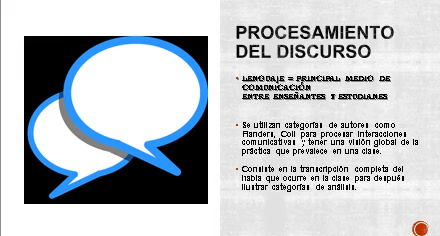 PROCESAMIENTO
DEL DISCURSO
LENGUAJE = PRINCIPAL MEDIO DE
COMUNICACIÓN
ENTRE ENSEÑANTES Y ESTUDIANES
Se utilizan categorías de autores como
Flanders, Coll para procesar interacciones
comunicativas y tener una visión global de la
práctica que prevalece en una clase.
Consiste en la transcripción completa del
habla que ocurre en la clase para después
ilustrar categorías de análisis.